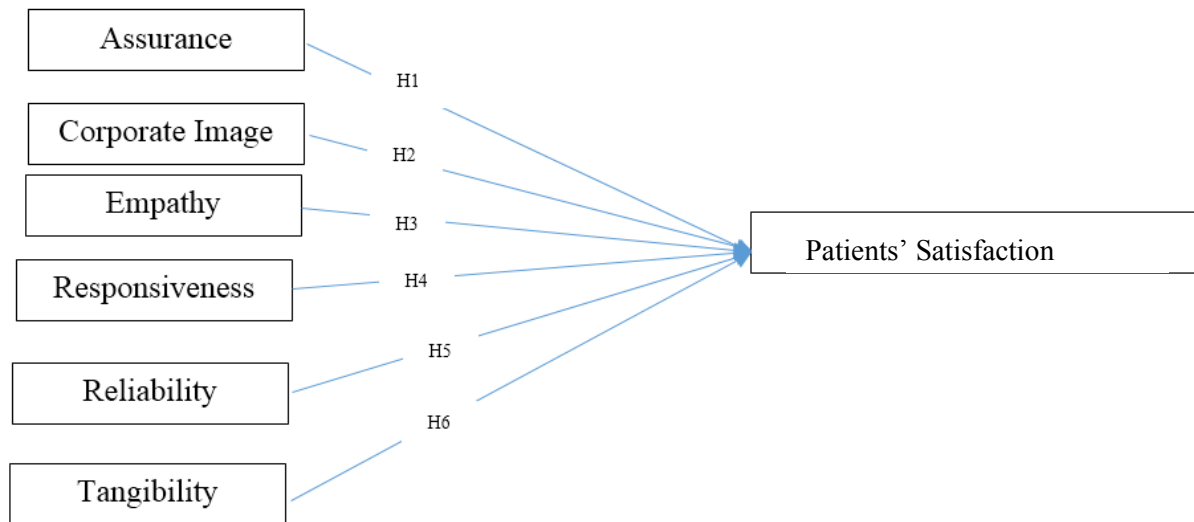 Assurance
H1
Corporate Image
H2
Empathy
H3
Patients’ Satisfaction
Responsiveness
H4
Reliability
H5
Tangibility
H6